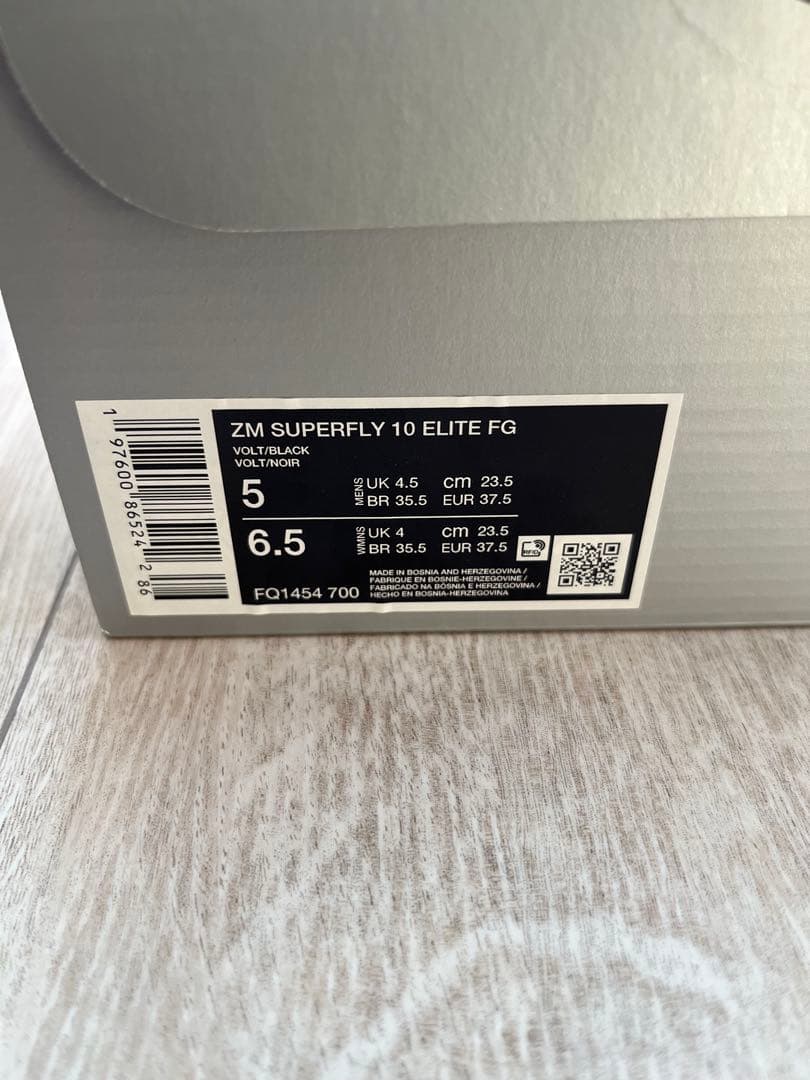 1 97600 86524 2 86
ZM SUPERFLY 10 ELITE FG
VOLT/BLACK
VOLT/NOIR
5 MENS UK 4.5 cm 23.5
BR 35.5 EUR 37.5
6.5 WMNS UK 4 cm 23.5
BR 35.5 EUR 37.5
RFID
FQ1454 700
MADE IN BOSNIA AND HERZEGOVINA /
FABRIQUE EN BOSNIE-HERZEGOVINE /
FABRICADO NA BÓSNIA E HERZEGOVINA /
HECHO EN BOSNIA-HERZEGOVINA